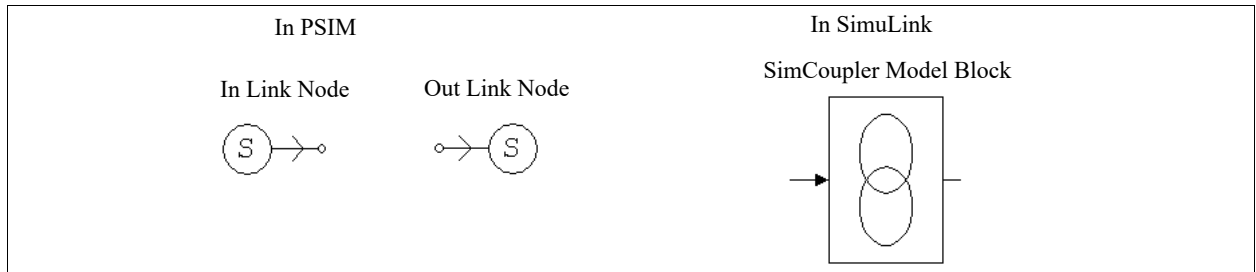 In PSIM
In SimuLink
In Link Node
Out Link Node
SimCoupler Model Block
S
S